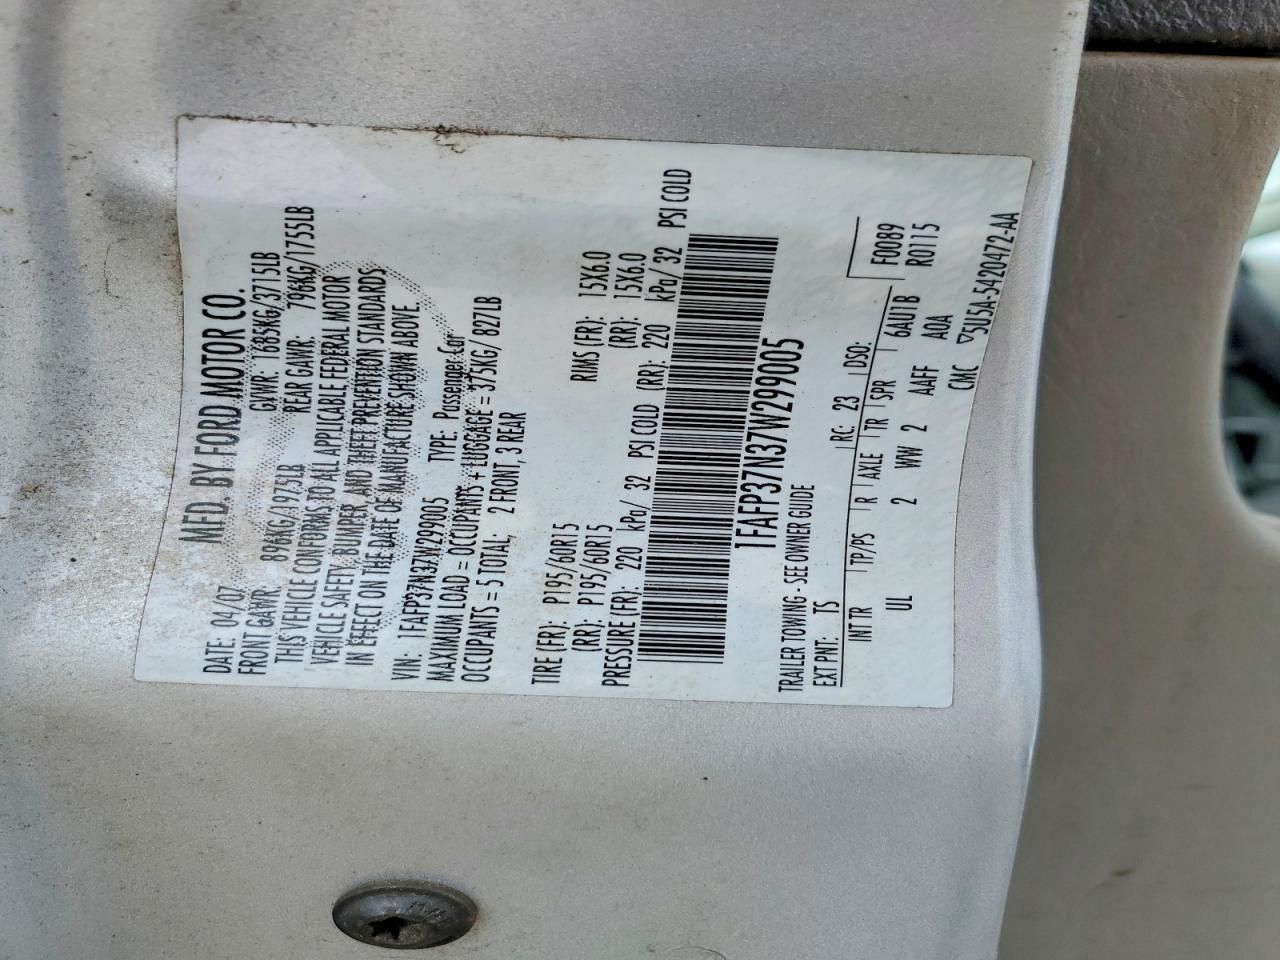 MFD. BY FORD MOTOR CO.
DATE: 04/07 GVWR: 1685KG/3715LB
FRONT GAWR: 896KG/1975LB REAR GAWR: 796KG/1755LB
THIS VEHICLE CONFORMS TO ALL APPLICABLE FEDERAL MOTOR
VEHICLE SAFETY, BUMPER, AND THEFT PREVENTION STANDARDS
IN EFFECT ON THE DATE OF MANUFACTURE SHOWN ABOVE.
VIN: 1FAFP37N37W299005 TYPE: Passenger Car
MAXIMUM LOAD = OCCUPANTS + LUGGAGE = 375KG/ 827LB
OCCUPANTS = 5 TOTAL, 2 FRONT, 3 REAR
TIRE (FR): P195/60R15 RIMS (FR): 15X6.0
(RR): P195/60R15 (RR): 15X6.0
PRESSURE (FR): 220 kPa/ 32 PSI COLD (RR): 220 kPa/ 32 PSI COLD
1FAFP37N37W299005
TRAILER TOWING - SEE OWNER GUIDE
EXT PNT: TS RC: 23 DSO: F0089
INT TR TP/PS R AXLE TR SPR 6AU1B R0115
UL 2 2 AAFF A0A
WW
CMC 5U5A-5420472-AA